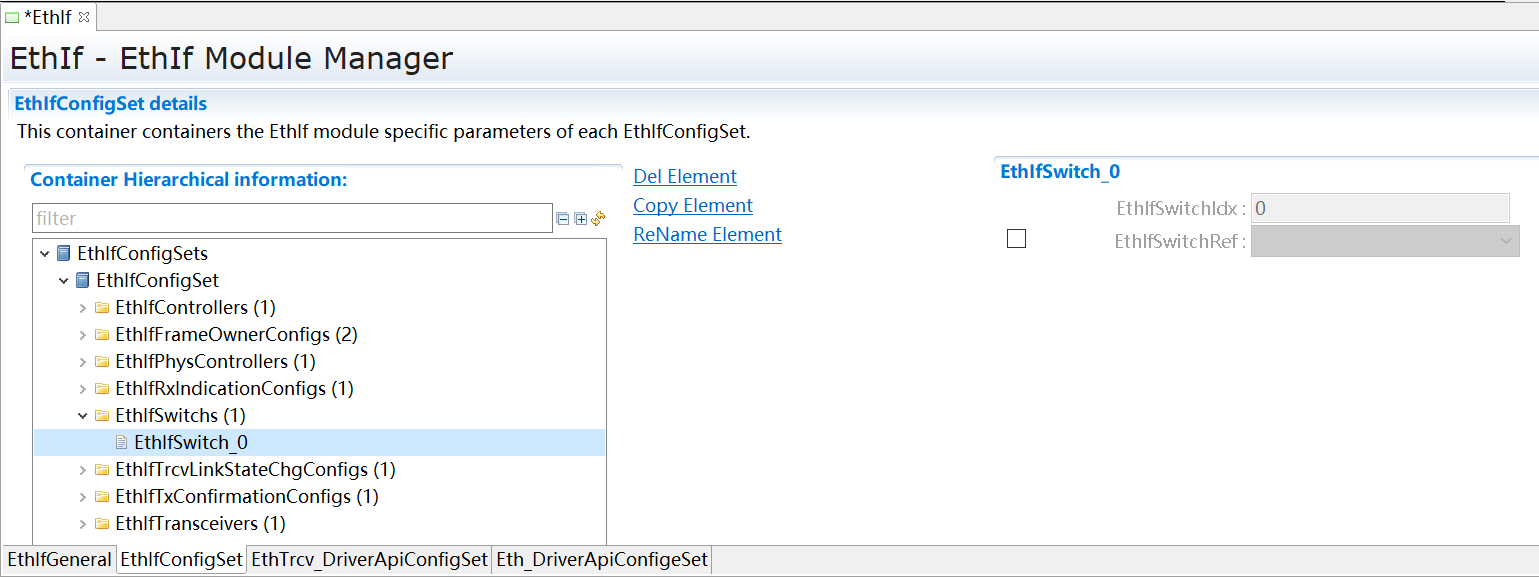 *EthIf
EthIf - EthIf Module Manager
EthIfConfigSet details
This container containers the EthIf module specific parameters of each EthIfConfigSet.
Container Hierarchical information:
filter
EthIfConfigSets
EthIfConfigSet
EthIfControllers (1)
EthIfFrameOwnerConfigs (2)
EthIfPhysControllers (1)
EthIfRxIndicationConfigs (1)
EthIfSwitchs (1)
EthIfSwitch_0
EthIfTrcvLinkStateChgConfigs (1)
EthIfTxConfirmationConfigs (1)
EthIfTransceivers (1)
Del Element
Copy Element
ReName Element
EthIfSwitch_0
EthIfSwitchIdx : 0
EthIfSwitchRef :
EthIfGeneral EthIfConfigSet EthTrcv_DriverApiConfigSet Eth_DriverApiConfigeSet